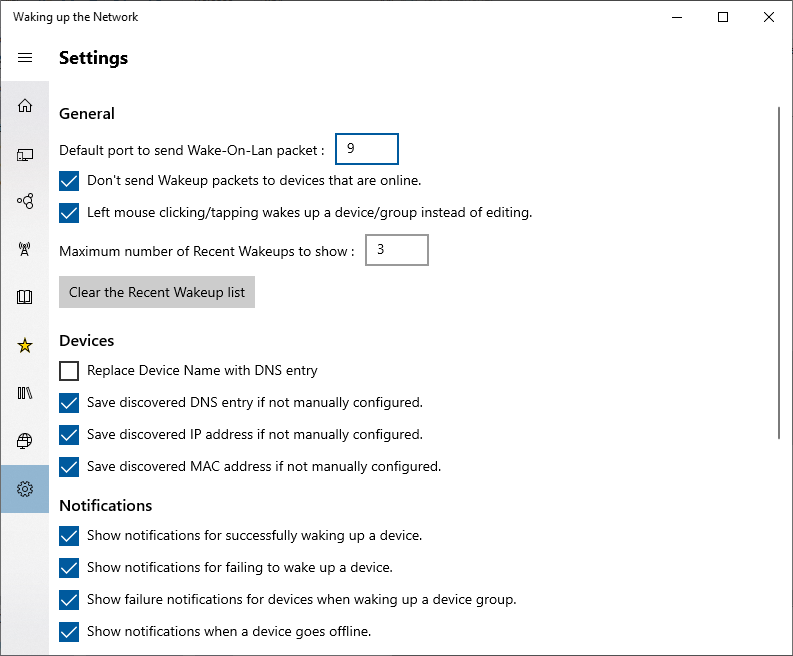 Waking up the Network
Settings
General
Default port to send Wake-On-Lan packet : 9
Don't send Wakeup packets to devices that are online.
Left mouse clicking/tapping wakes up a device/group instead of editing.
Maximum number of Recent Wakeups to show : 3
Clear the Recent Wakeup list
Devices
Replace Device Name with DNS entry
Save discovered DNS entry if not manually configured.
Save discovered IP address if not manually configured.
Save discovered MAC address if not manually configured.
Notifications
Show notifications for successfully waking up a device.
Show notifications for failing to wake up a device.
Show failure notifications for devices when waking up a device group.
Show notifications when a device goes offline.